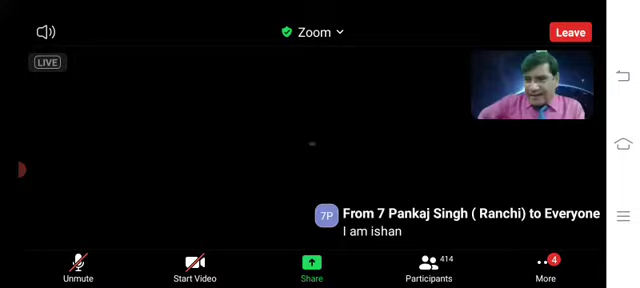 Zoom
Leave
LIVE
7P
From 7 Pankaj Singh ( Ranchi) to Everyone
I am ishan
Unmute
Start Video
Share
414
Participants
4
More